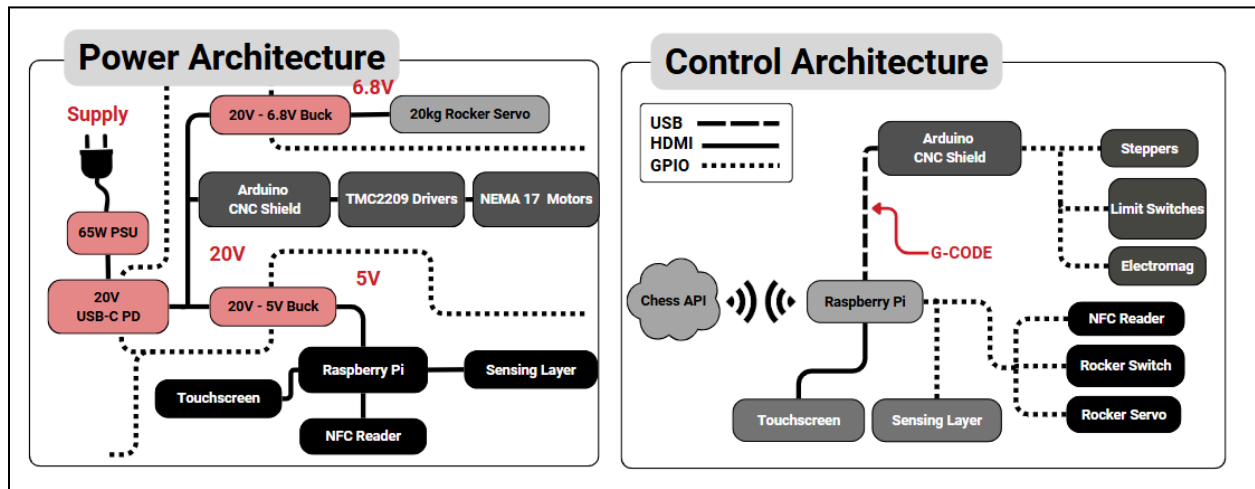 Power Architecture
Supply
6.8V
20V - 6.8V Buck
20kg Rocker Servo
Arduino
CNC Shield
TMC2209 Drivers
NEMA 17 Motors
65W PSU
20V
5V
20V
USB-C PD
20V - 5V Buck
Raspberry Pi
Sensing Layer
Touchscreen
NFC Reader
Control Architecture
USB
HDMI
GPIO
Arduino
CNC Shield
Steppers
Limit Switches
Electromag
G-CODE
Chess API
Raspberry Pi
NFC Reader
Rocker Switch
Rocker Servo
Touchscreen
Sensing Layer